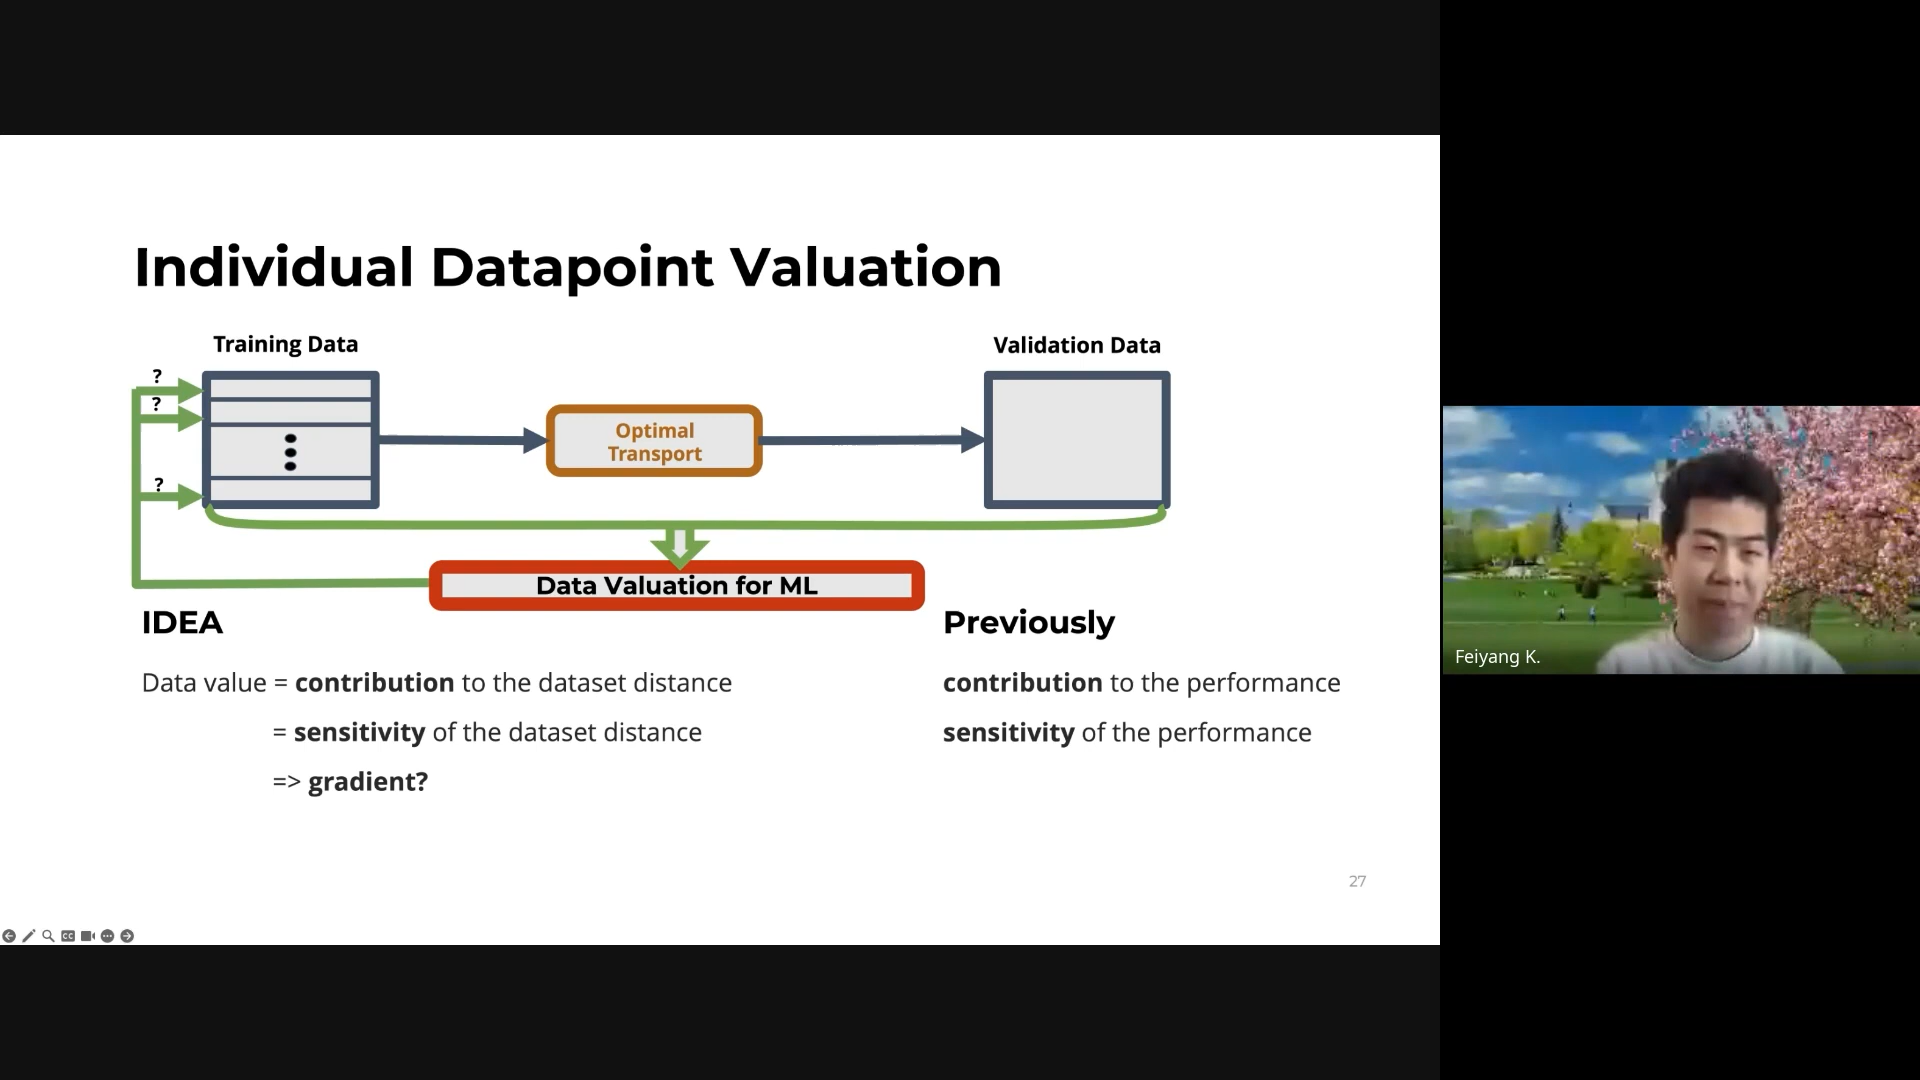 Individual Datapoint Valuation
Training Data
Validation Data
?
?
?
Optimal
Transport
Data Valuation for ML
IDEA
Data value = contribution to the dataset distance
= sensitivity of the dataset distance
=> gradient?
Previously
contribution to the performance
sensitivity of the performance
27
CC
Feiyang K.